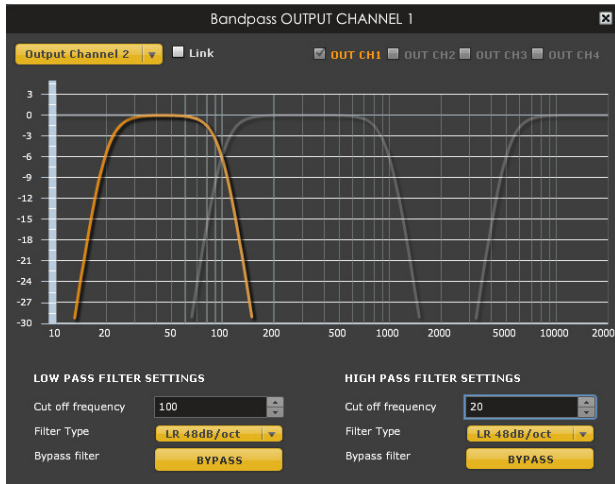 Bandpass OUTPUT CHANNEL 1
Output Channel 2 Link OUT CH1 OUT CH2 OUT CH3 OUT CH4
3
0
-3
-6
-9
-12
-15
-18
-21
-24
-27
-30
10 20 50 100 200 500 1000 2000 5000 10000 2000
LOW PASS FILTER SETTINGS
Cut off frequency 100
Filter Type LR 48dB/oct
Bypass filter BYPASS
HIGH PASS FILTER SETTINGS
Cut off frequency 20
Filter Type LR 48dB/oct
Bypass filter BYPASS